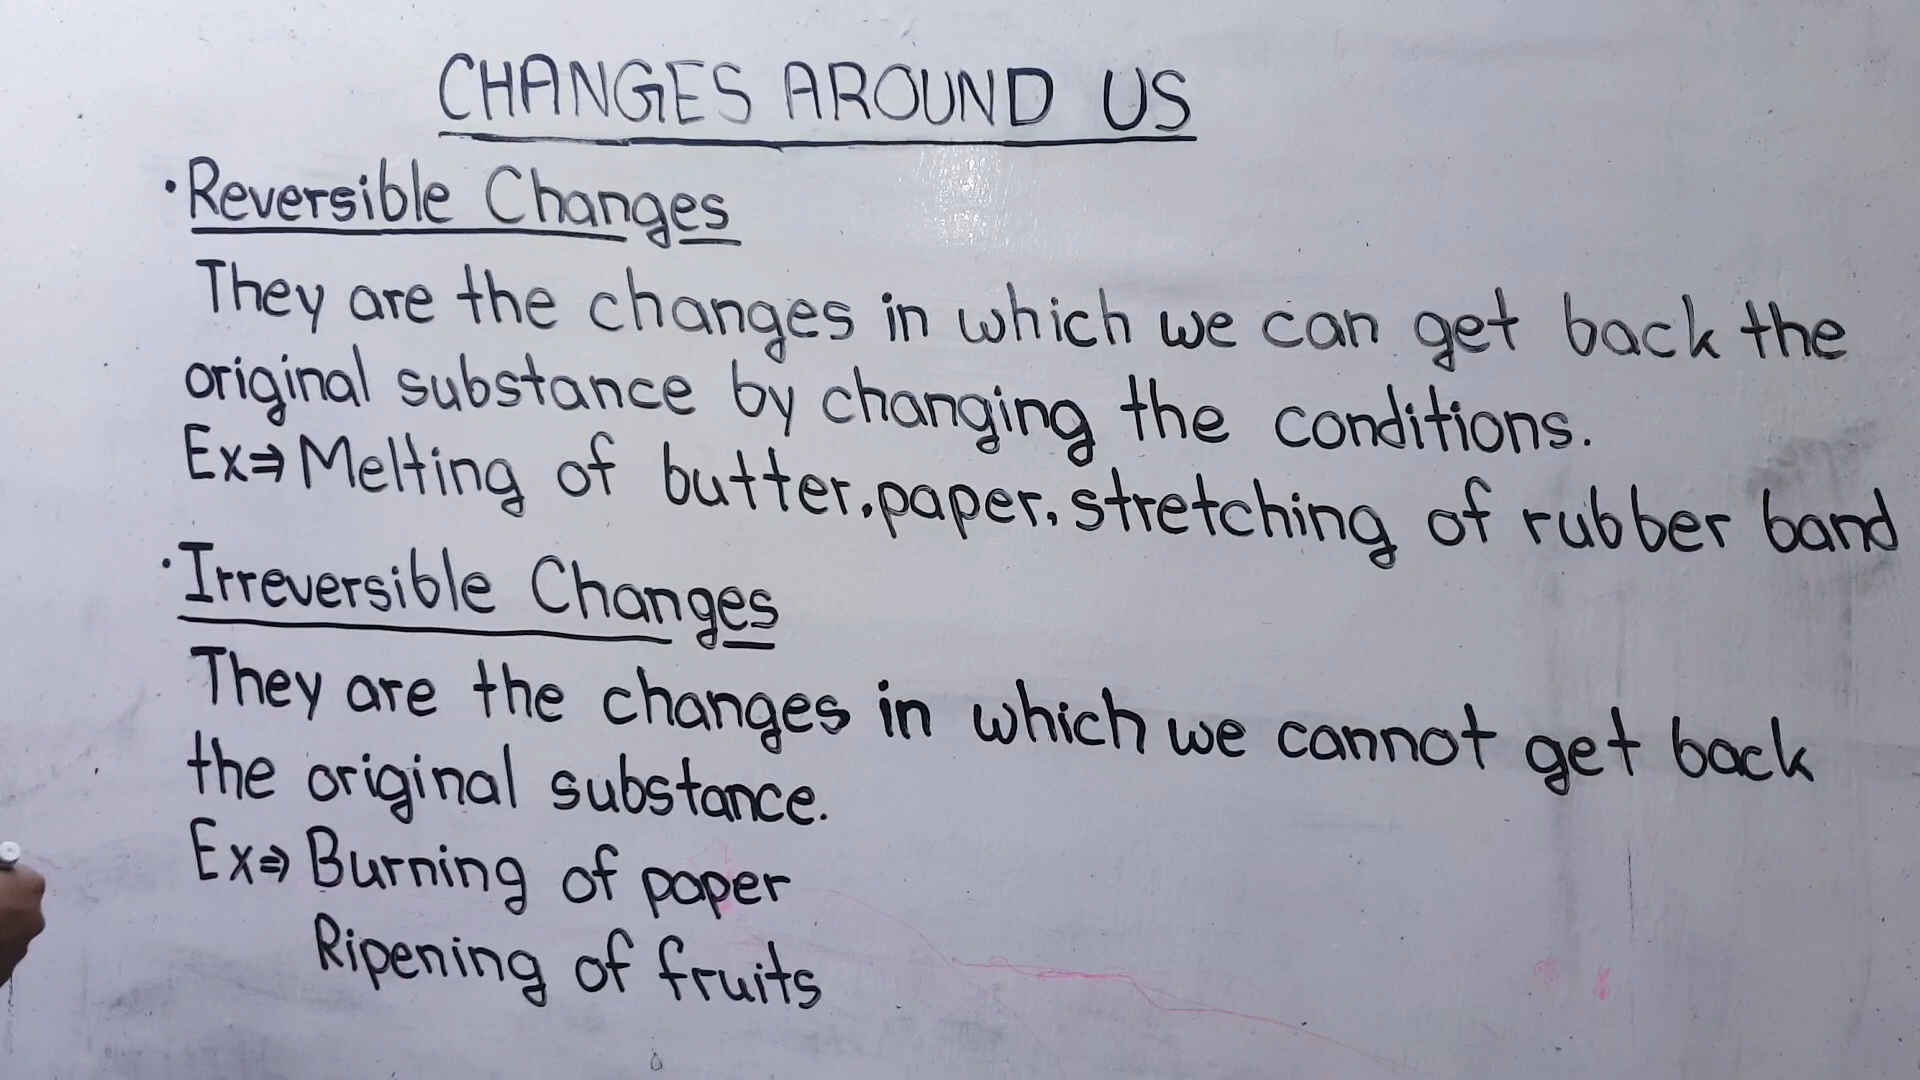 CHANGES AROUND US
·Reversible Changes
They are the changes in which we can get back the
original substance by changing the conditions.
Ex⇒Melting of butter,paper,stretching of rubber band
·Irreversible Changes
They are the changes in which we cannot get back
the original substance.
Ex⇒Burning of paper
Ripening of fruits